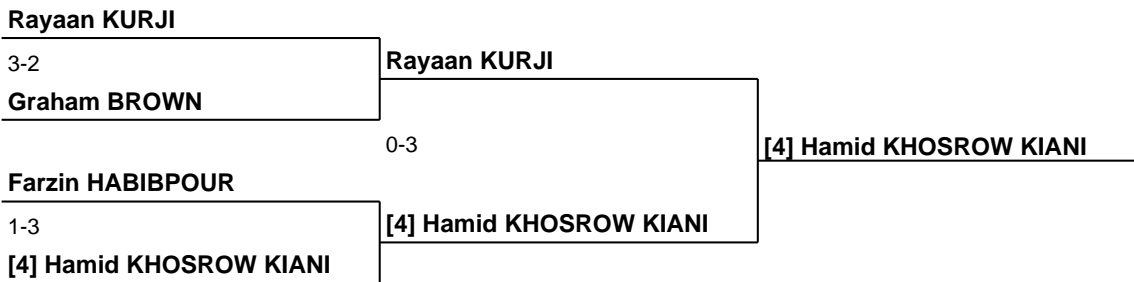 Rayaan KURJI
3-2
Rayaan KURJI
Graham BROWN
0-3
[4] Hamid KHOSROW KIANI
Farzin HABIBPOUR
1-3
[4] Hamid KHOSROW KIANI
[4] Hamid KHOSROW KIANI